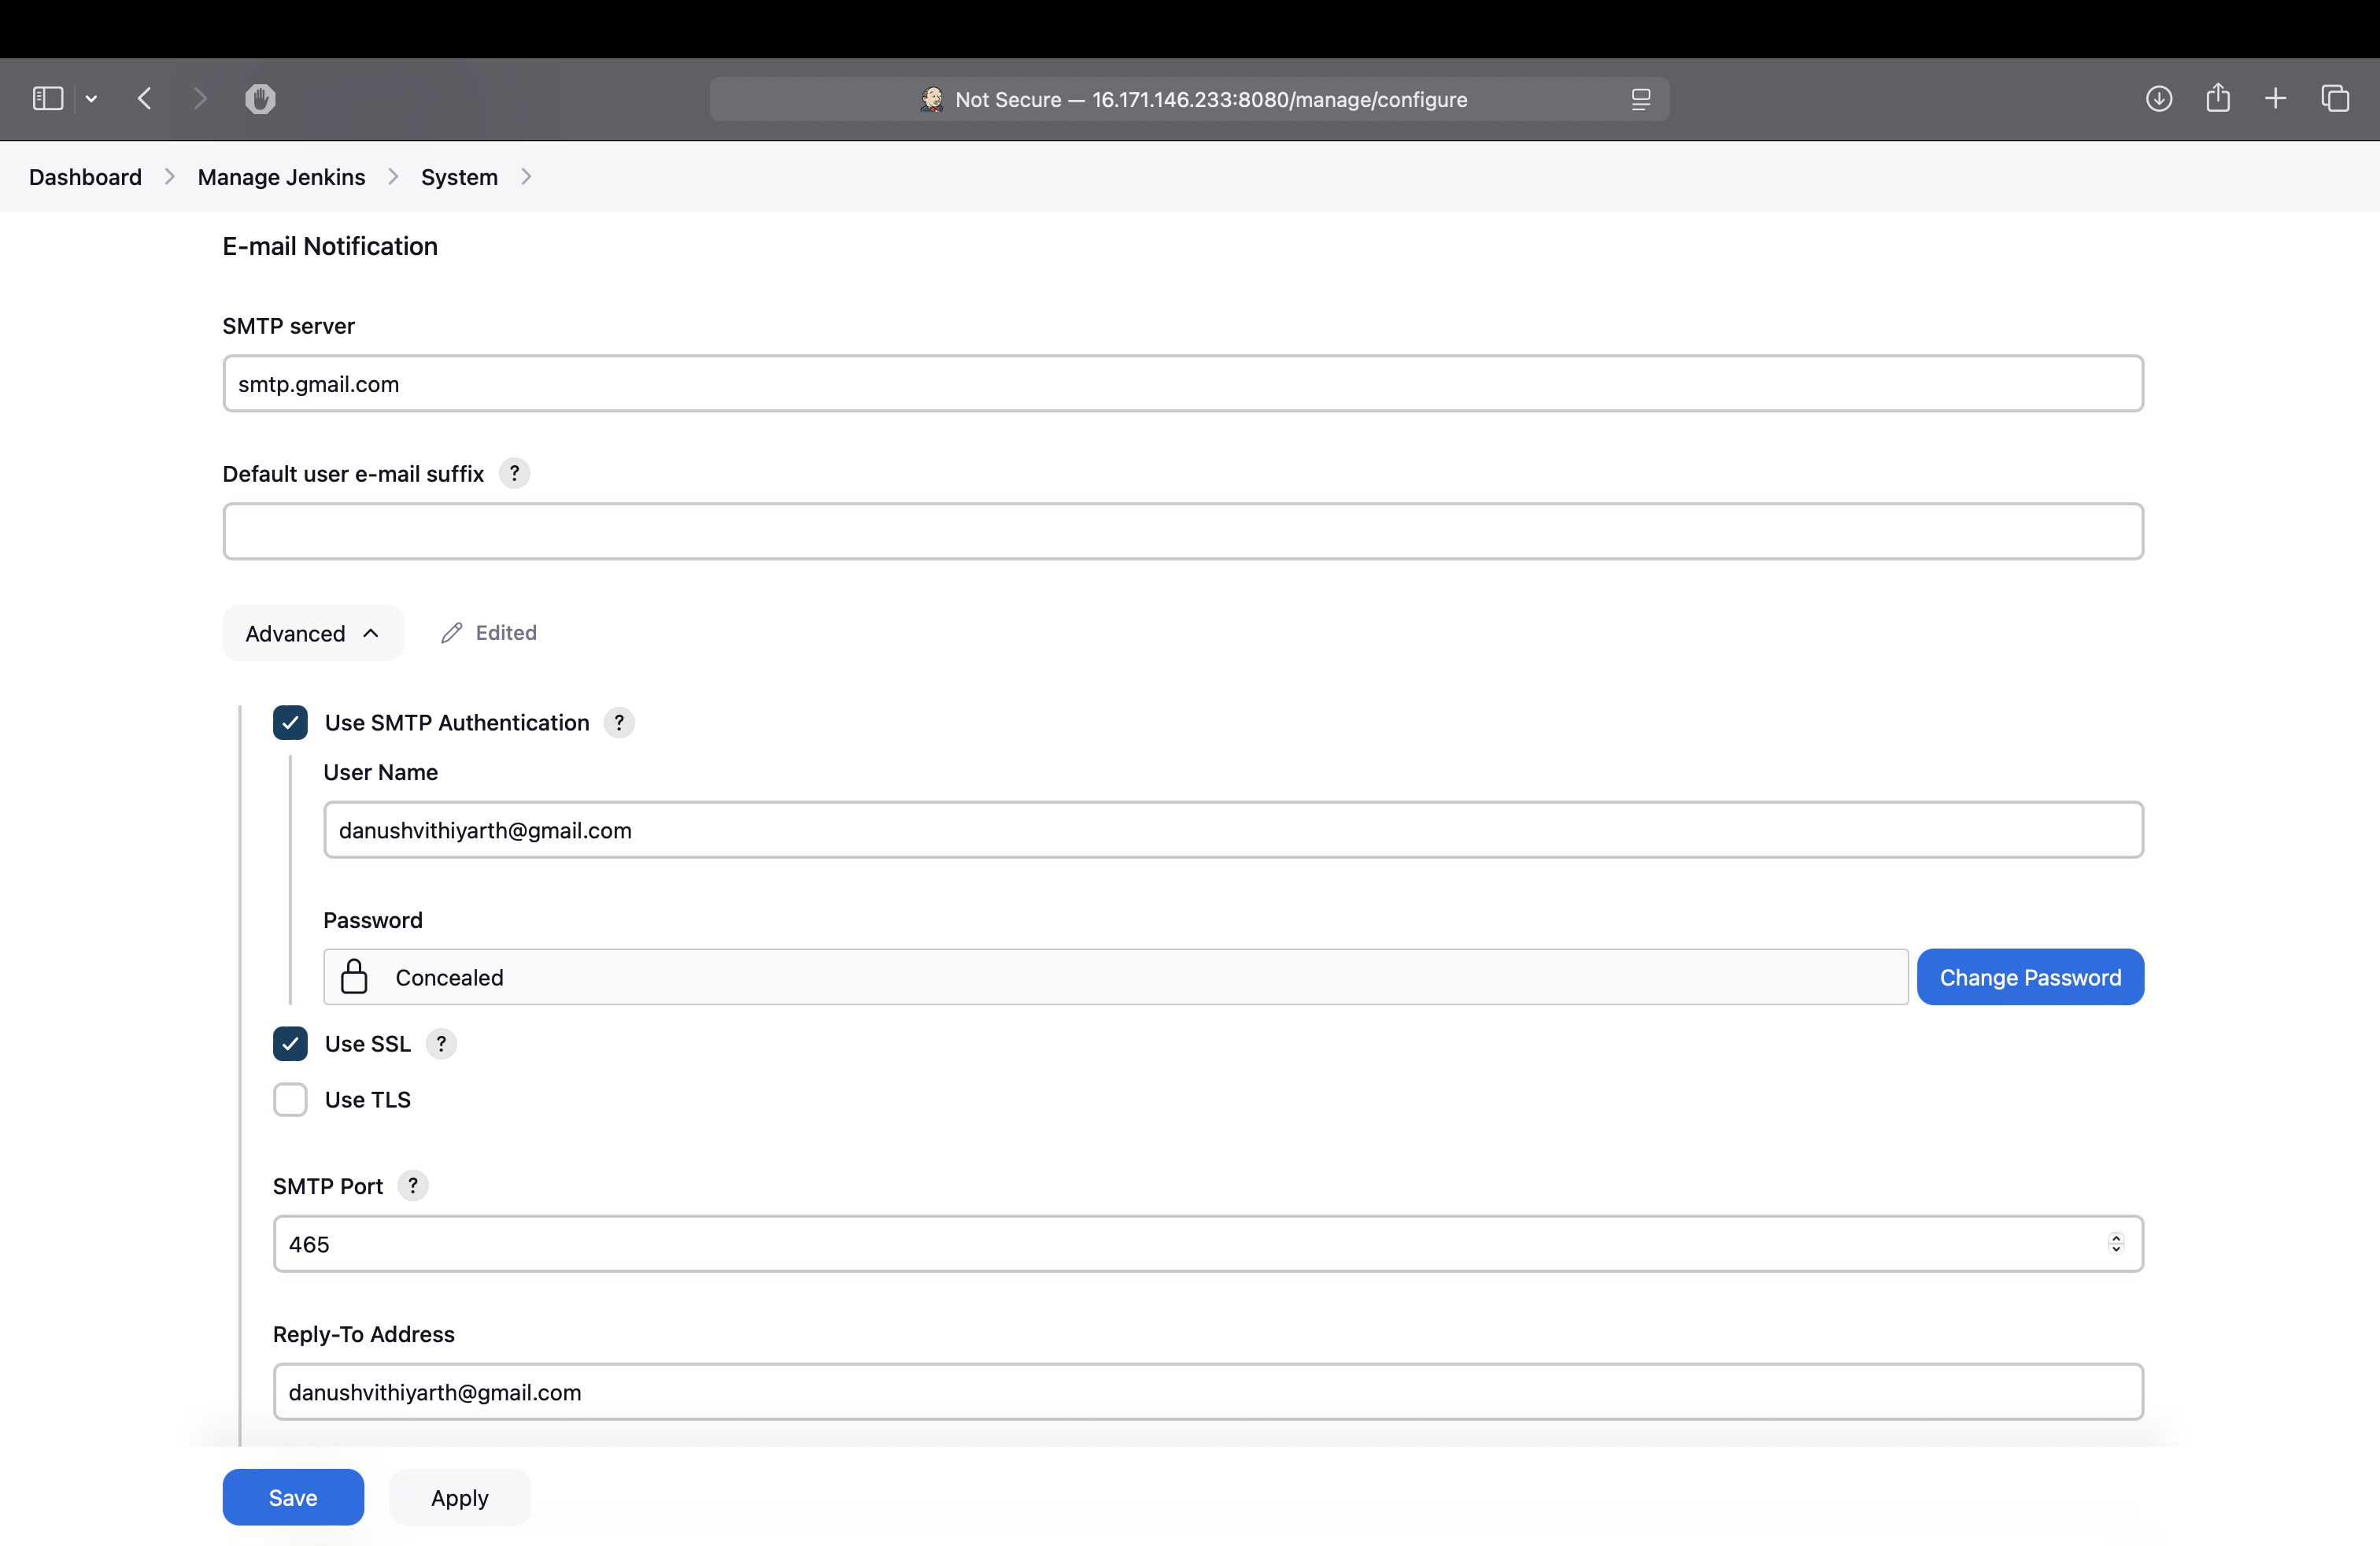 Not Secure — 16.171.146.233:8080/manage/configure
Dashboard > Manage Jenkins > System >
E-mail Notification
SMTP server
smtp.gmail.com
Default user e-mail suffix ?
Advanced Edited
Use SMTP Authentication ?
User Name
danushvithiyarth@gmail.com
Password
Concealed Change Password
Use SSL ?
Use TLS
SMTP Port ?
465
Reply-To Address
danushvithiyarth@gmail.com
Save Apply